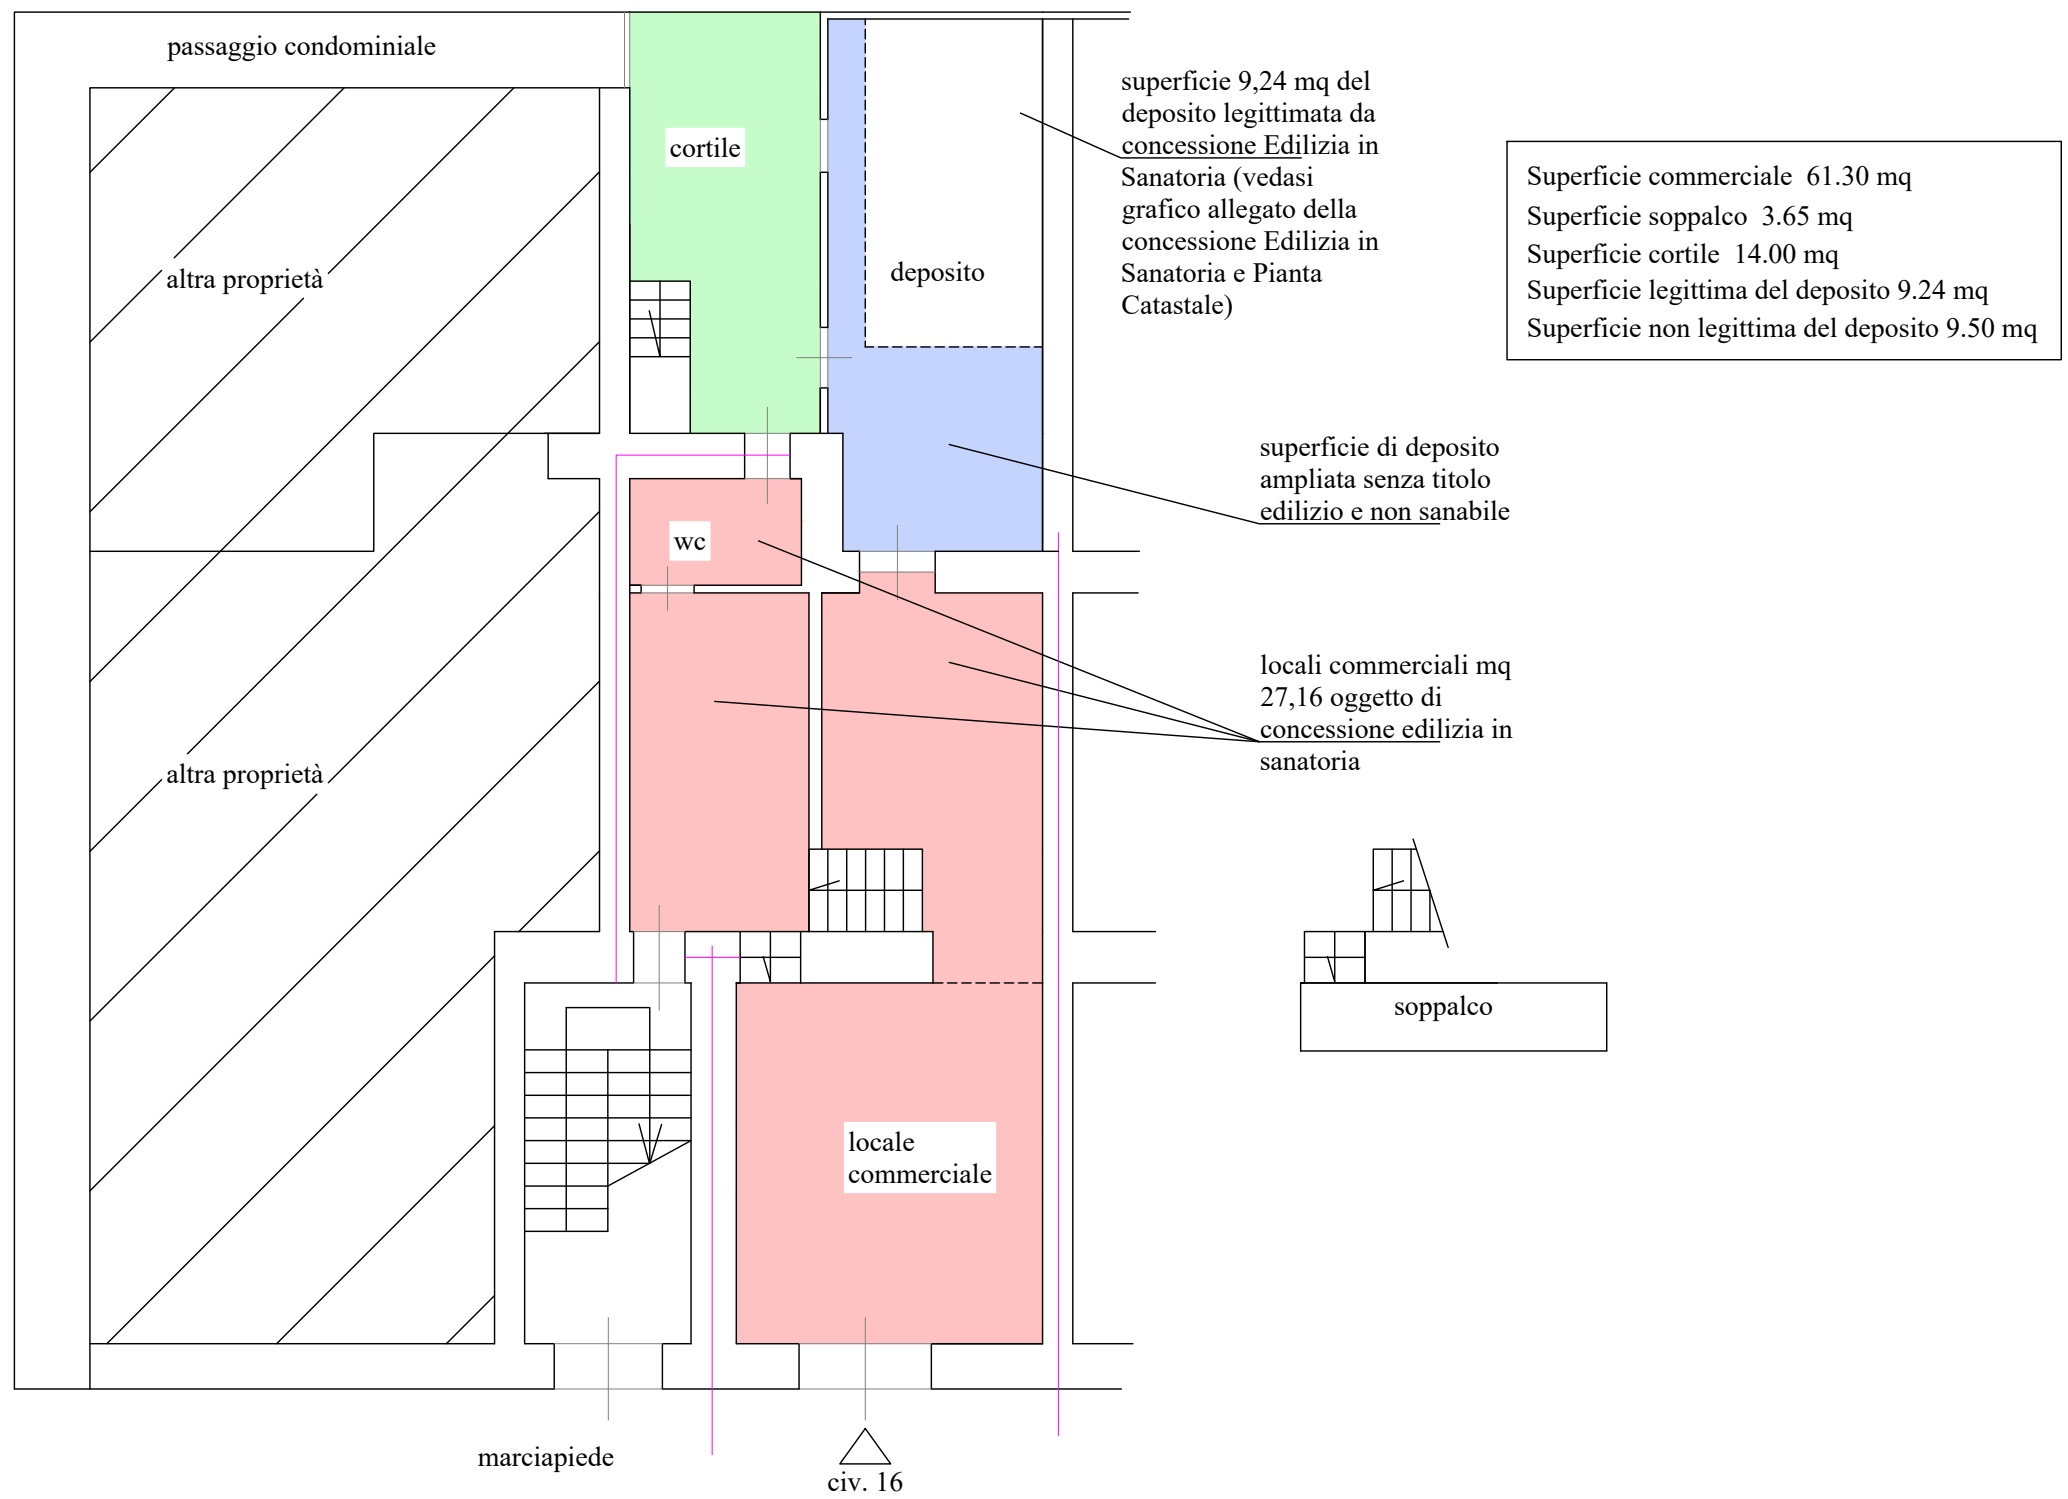 passaggio condominiale
cortile
altra proprietà
deposito
superficie 9,24 mq del
deposito legittimata da
concessione Edilizia in
Sanatoria (vedasi
grafico allegato della
concessione Edilizia in
Sanatoria e Pianta
Catastale)
Superficie commerciale 61.30 mq
Superficie soppalco 3.65 mq
Superficie cortile 14.00 mq
Superficie legittima del deposito 9.24 mq
Superficie non legittima del deposito 9.50 mq
superficie di deposito
ampliata senza titolo
edilizio e non sanabile
wc
locali commerciali mq
27,16 oggetto di
concessione edilizia in
sanatoria
altra proprietà
soppalco
locale
commerciale
marciapiede
civ. 16